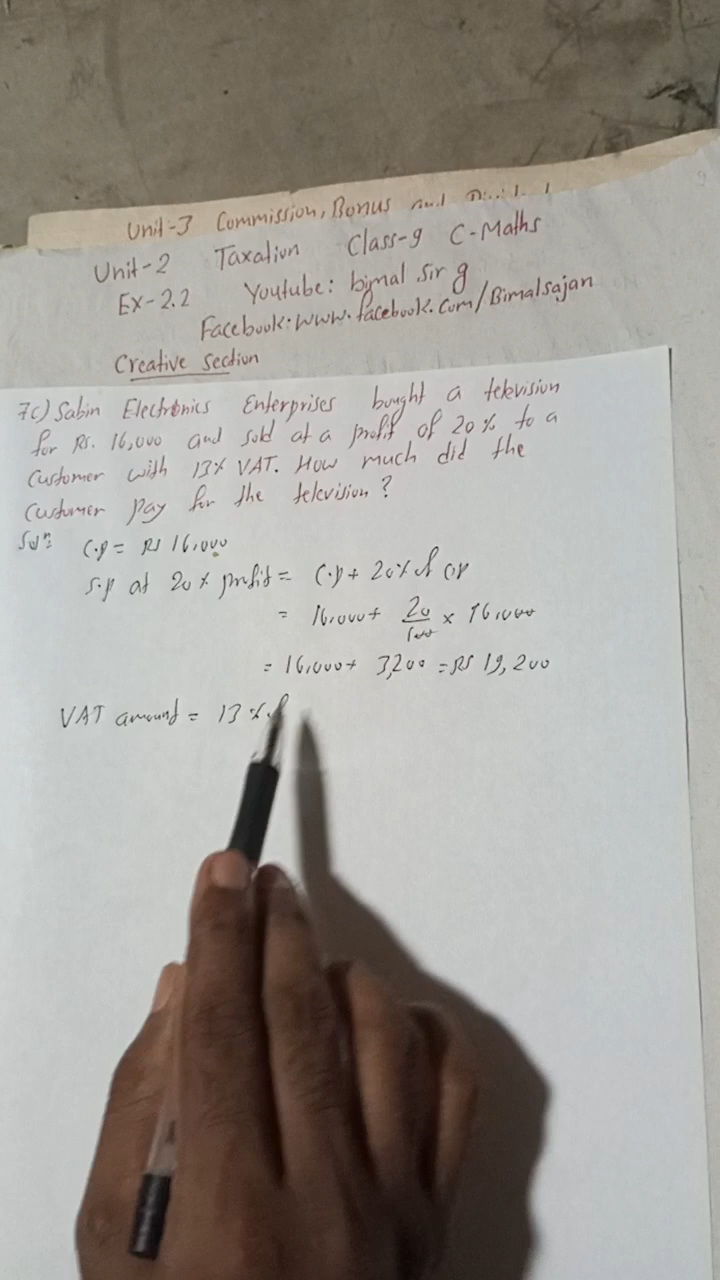 Unit-3 Commission, Bonus and
Unit-2 Taxation Class-9 C-Maths
Ex-2.2 Youtube: bimal sir g
Facebook: www.facebook.com/Bimalsajan
Creative section
7c) Sabin Electronics Enterprises bought a television
for Rs. 16,000 and sold at a profit of 20% to a
customer with 13% VAT. How much did the
customer pay for the television?
Solⁿ: C.p = Rs 16,000
S.p at 20% profit = C.p + 20% of cp
= 16,000 + 20/100 × 16,000
= 16,000 + 3,200 = Rs 19,200
VAT amount = 13% of